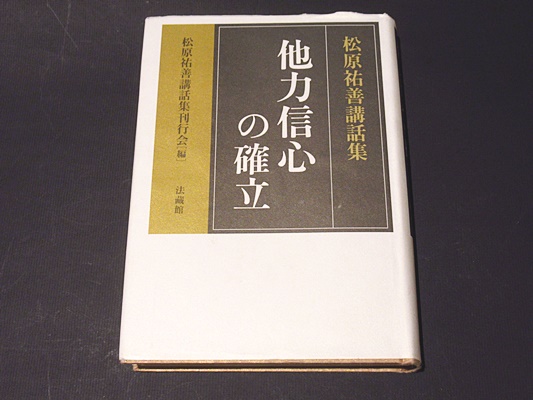 松原祐善講話集
他力信心
の確立
松原祐善講話集刊行会[編]
法藏館